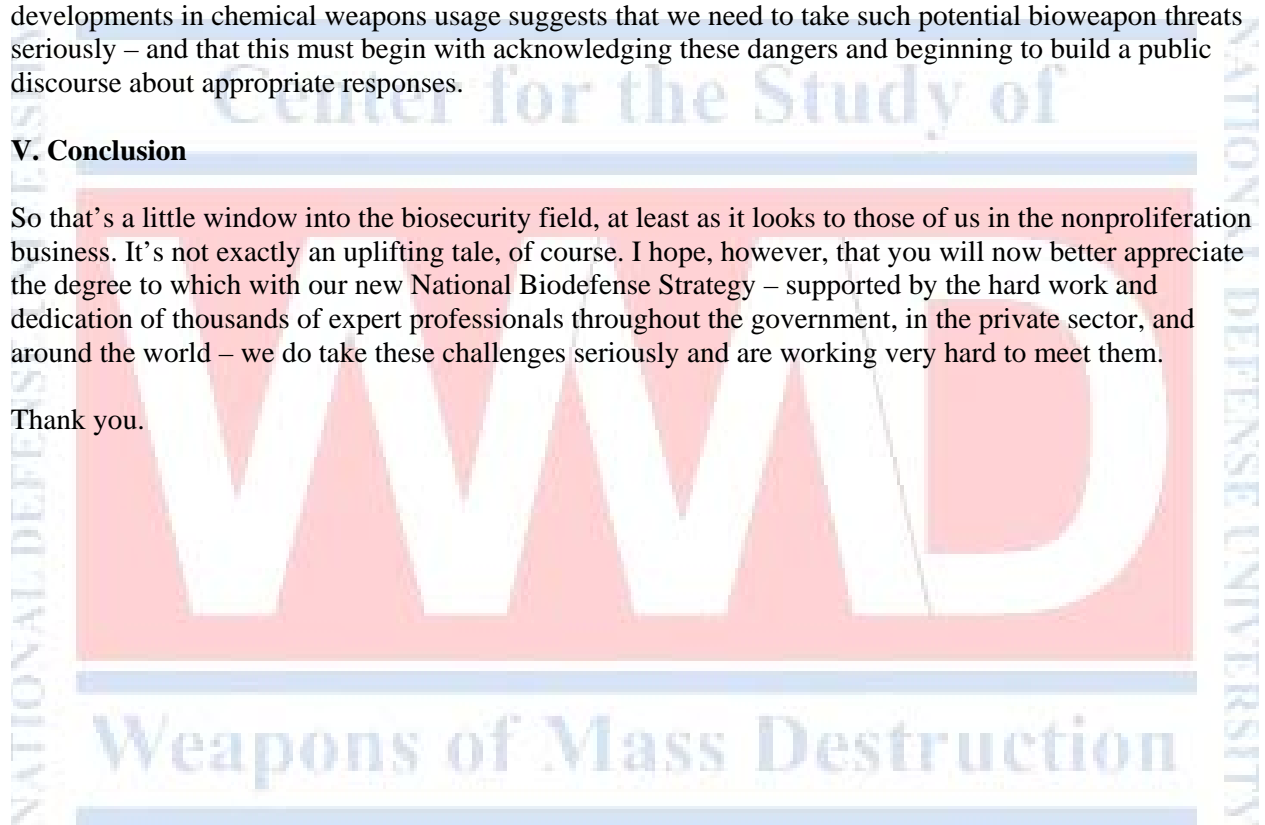 developments in chemical weapons usage suggests that we need to take such potential bioweapon threats
seriously – and that this must begin with acknowledging these dangers and beginning to build a public
discourse about appropriate responses.
Center for the Study of
V. Conclusion
So that’s a little window into the biosecurity field, at least as it looks to those of us in the nonproliferation
business. It’s not exactly an uplifting tale, of course. I hope, however, that you will now better appreciate
the degree to which with our new National Biodefense Strategy – supported by the hard work and
dedication of thousands of expert professionals throughout the government, in the private sector, and
around the world – we do take these challenges seriously and are working very hard to meet them.
Thank you.
WMD
Weapons of Mass Destruction
NATIONAL DEFENSE UNIVERSITY
NATIONAL DEFENSE UNIVERSITY